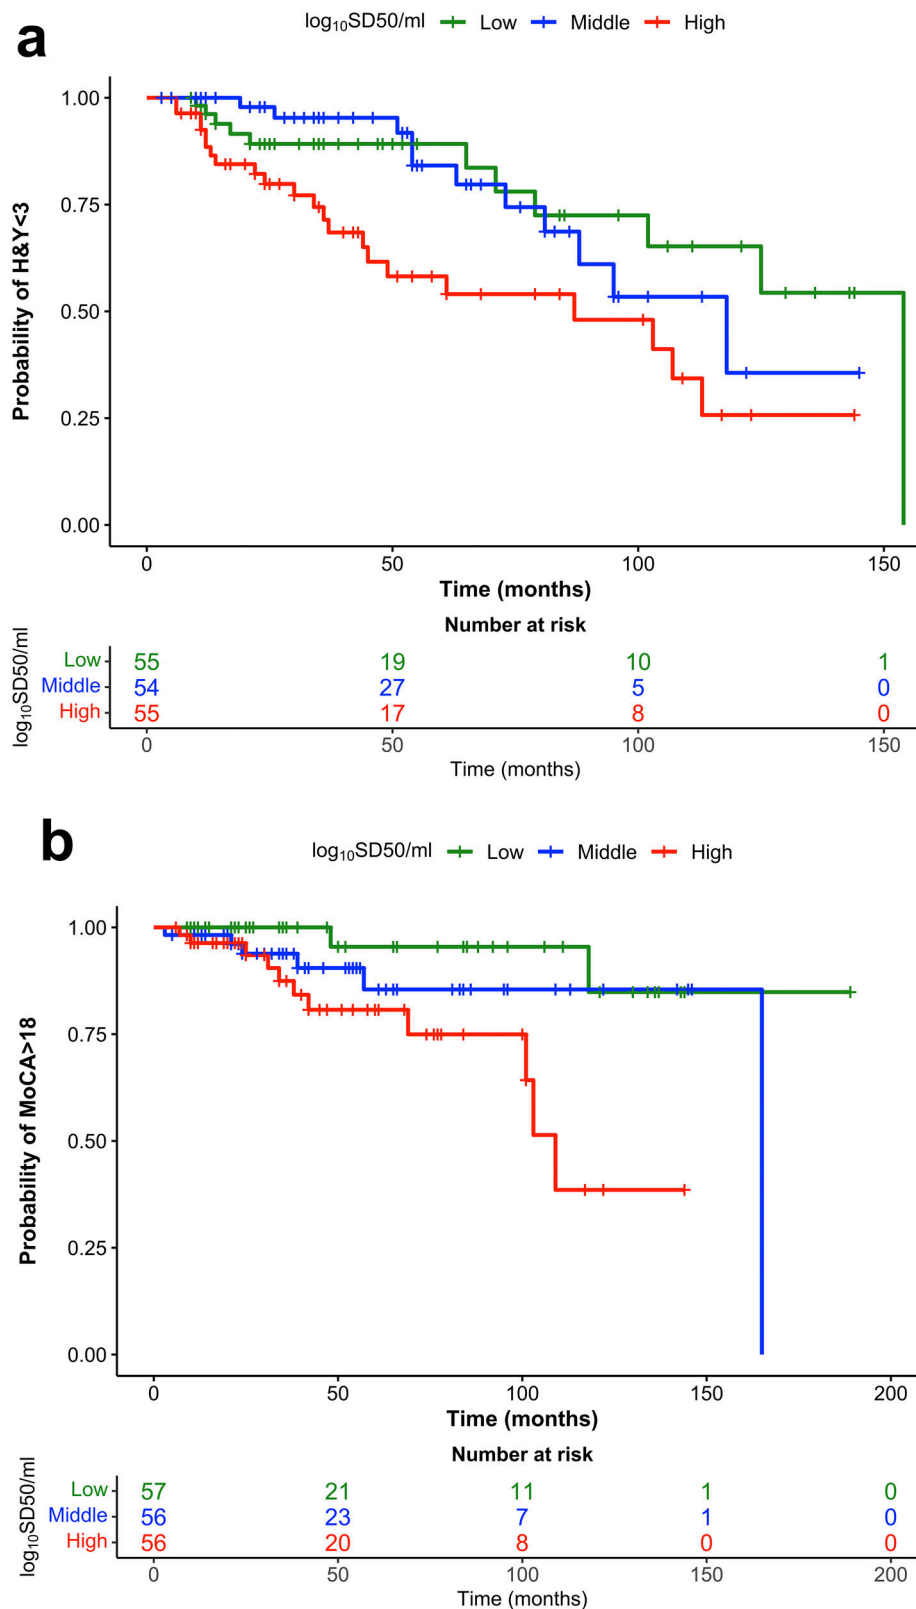 a
log₁₀SD50/ml Low Middle High
Probability of H&Y<3
1.00
0.75
0.50
0.25
0.00
0 50 100 150
Time (months)
Number at risk
log₁₀SD50/ml
Low 55 19 10 1
Middle 54 27 5 0
High 55 17 8 0
0 50 100 150
Time (months)
b
log₁₀SD50/ml Low Middle High
Probability of MoCA>18
1.00
0.75
0.50
0.25
0.00
0 50 100 150 200
Time (months)
Number at risk
log₁₀SD50/ml
Low 57 21 11 1 0
Middle 56 23 7 1 0
High 56 20 8 0 0
0 50 100 150 200
Time (months)